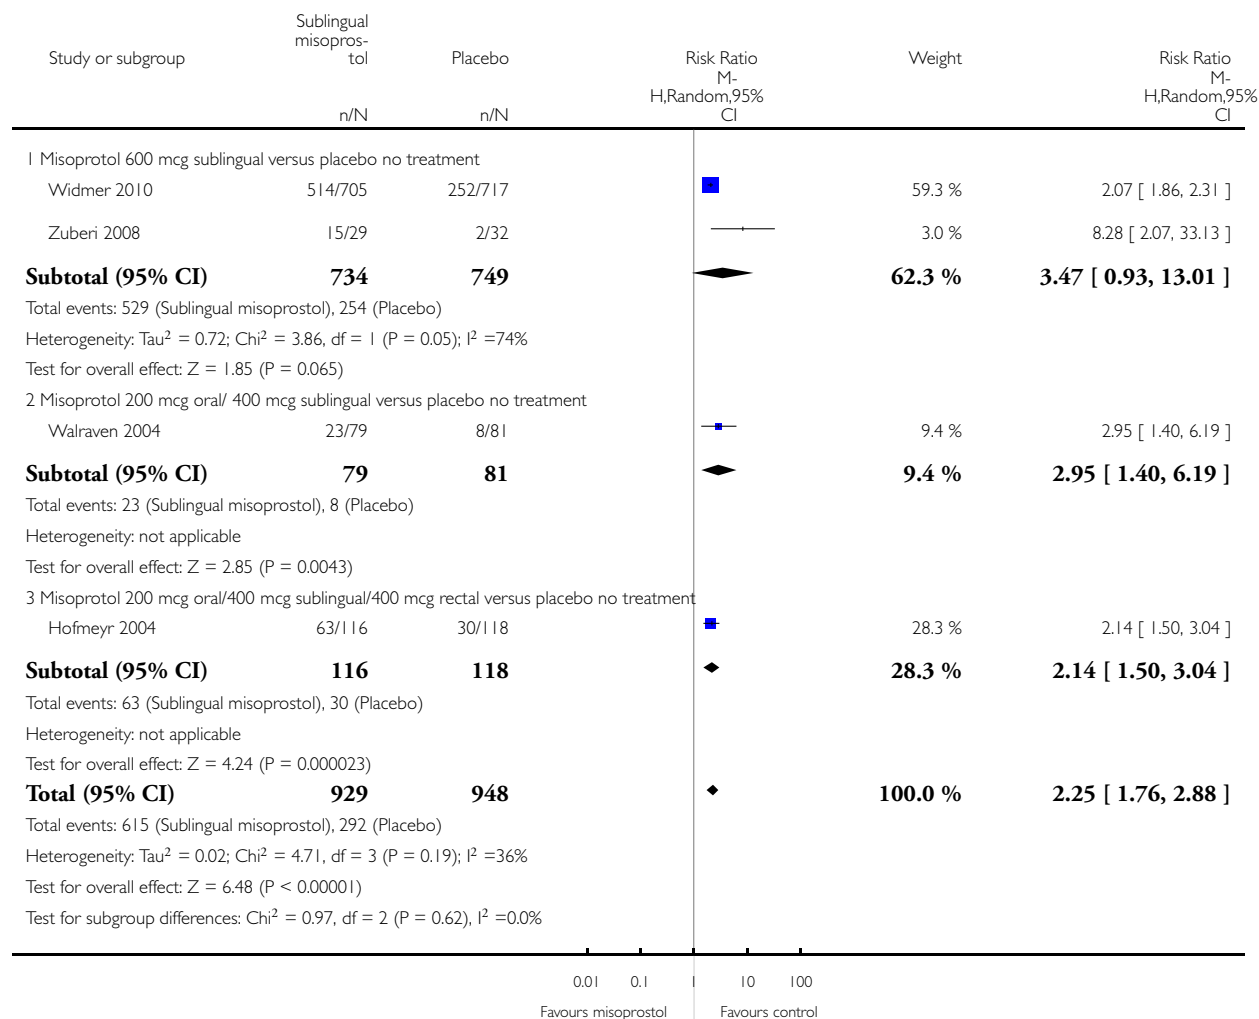 Sublingual
misopros-
Study or subgroup tol Placebo Risk Ratio Weight Risk Ratio
M- M-
H,Random,95% H,Random,95%
n/N n/N CI CI
1 Misoprotol 600 mcg sublingual versus placebo no treatment
Widmer 2010 514/705 252/717 59.3 % 2.07 [ 1.86, 2.31 ]
Zuberi 2008 15/29 2/32 3.0 % 8.28 [ 2.07, 33.13 ]
Subtotal (95% CI) 734 749 62.3 % 3.47 [ 0.93, 13.01 ]
Total events: 529 (Sublingual misoprostol), 254 (Placebo)
Heterogeneity: Tau² = 0.72; Chi² = 3.86, df = 1 (P = 0.05); I² =74%
Test for overall effect: Z = 1.85 (P = 0.065)
2 Misoprotol 200 mcg oral/ 400 mcg sublingual versus placebo no treatment
Walraven 2004 23/79 8/81 9.4 % 2.95 [ 1.40, 6.19 ]
Subtotal (95% CI) 79 81 9.4 % 2.95 [ 1.40, 6.19 ]
Total events: 23 (Sublingual misoprostol), 8 (Placebo)
Heterogeneity: not applicable
Test for overall effect: Z = 2.85 (P = 0.0043)
3 Misoprotol 200 mcg oral/400 mcg sublingual/400 mcg rectal versus placebo no treatment
Hofmeyr 2004 63/116 30/118 28.3 % 2.14 [ 1.50, 3.04 ]
Subtotal (95% CI) 116 118 28.3 % 2.14 [ 1.50, 3.04 ]
Total events: 63 (Sublingual misoprostol), 30 (Placebo)
Heterogeneity: not applicable
Test for overall effect: Z = 4.24 (P = 0.000023)
Total (95% CI) 929 948 100.0 % 2.25 [ 1.76, 2.88 ]
Total events: 615 (Sublingual misoprostol), 292 (Placebo)
Heterogeneity: Tau² = 0.02; Chi² = 4.71, df = 3 (P = 0.19); I² =36%
Test for overall effect: Z = 6.48 (P < 0.00001)
Test for subgroup differences: Chi² = 0.97, df = 2 (P = 0.62), I² =0.0%
0.01 0.1 1 10 100
Favours misoprostol Favours control